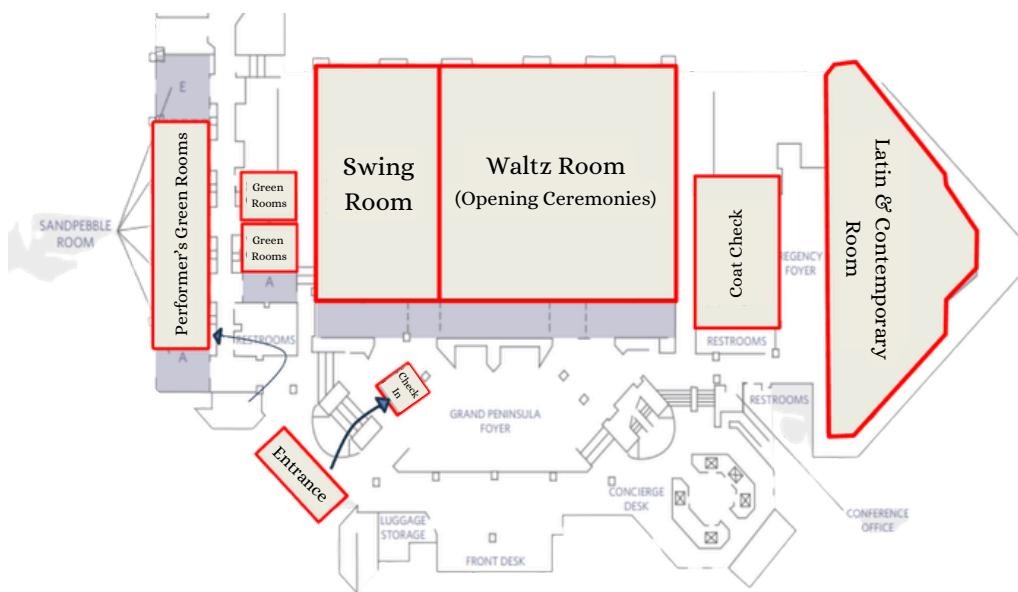 E
Performer's Green Rooms
SANDPEBBLE
ROOM
A
Green
Rooms
Green
Rooms
A
RESTROOMS
Swing
Room
Waltz Room
(Opening Ceremonies)
Coat Check
RESTROOMS
REGENCY
FOYER
Latin & Contemporary
Room
RESTROOMS
Check
In
GRAND PENINSULA
FOYER
Entrance
LUGGAGE
STORAGE
FRONT DESK
CONCIERGE
DESK
CONFERENCE
OFFICE